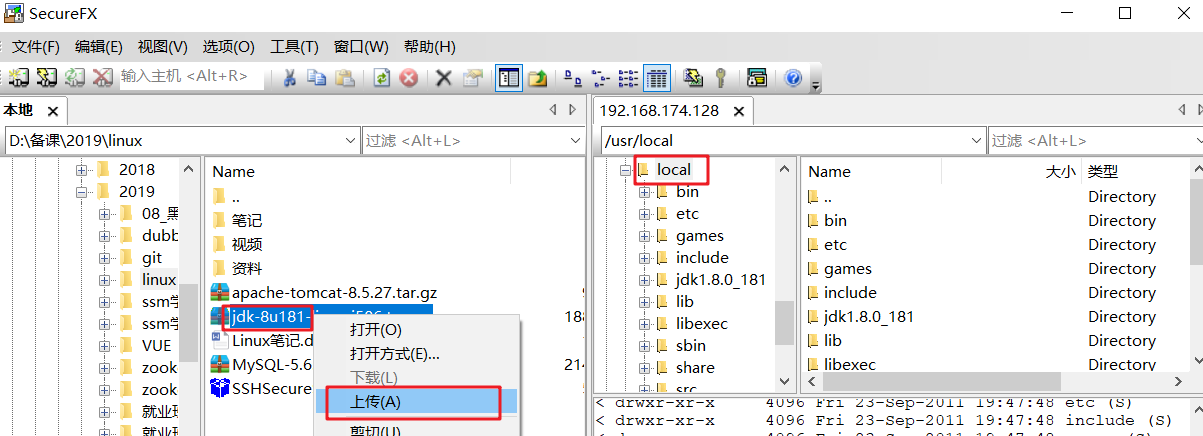 SecureFX
文件(F) 编辑(E) 视图(V) 选项(O) 工具(T) 窗口(W) 帮助(H)
输入主机 <Alt+R>
本地
D:\备课\2019\linux
过滤 <Alt+L>
2018
2019
08_黑
dubb
git
linux
ssm学
ssm学
VUE
zook
zook
就业班
就业班
Name
..
笔记
视频
资料
apache-tomcat-8.5.27.tar.gz
jdk-8u181-
188
Linux笔记.d
MySQL-5.6
214
SSHSecure
打开(O)
打开方式(E)...
下载(L)
上传(A)
剪切(U)
192.168.174.128
/usr/local
过滤 <Alt+L>
local
bin
etc
games
include
jdk1.8.0_181
lib
libexec
sbin
share
src
Name 大小 类型
.. Directory
bin Directory
etc Directory
games Directory
include Directory
jdk1.8.0_181 Directory
lib Directory
libexec Directory
< drwxr-xr-x 4096 Fri 23-Sep-2011 19:47:48 etc (S)
< drwxr-xr-x 4096 Fri 23-Sep-2011 19:47:48 include (S)